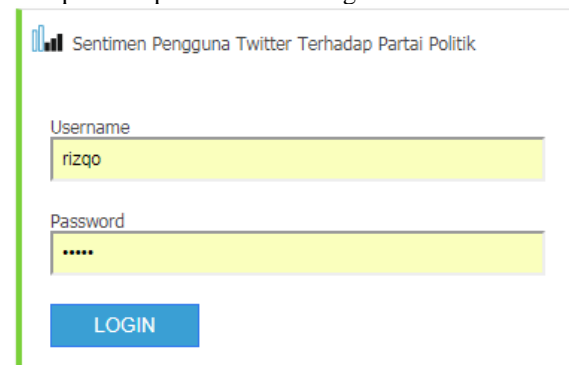 Sentimen Pengguna Twitter Terhadap Partai Politik
Username
rizqo
Password
•••••
LOGIN